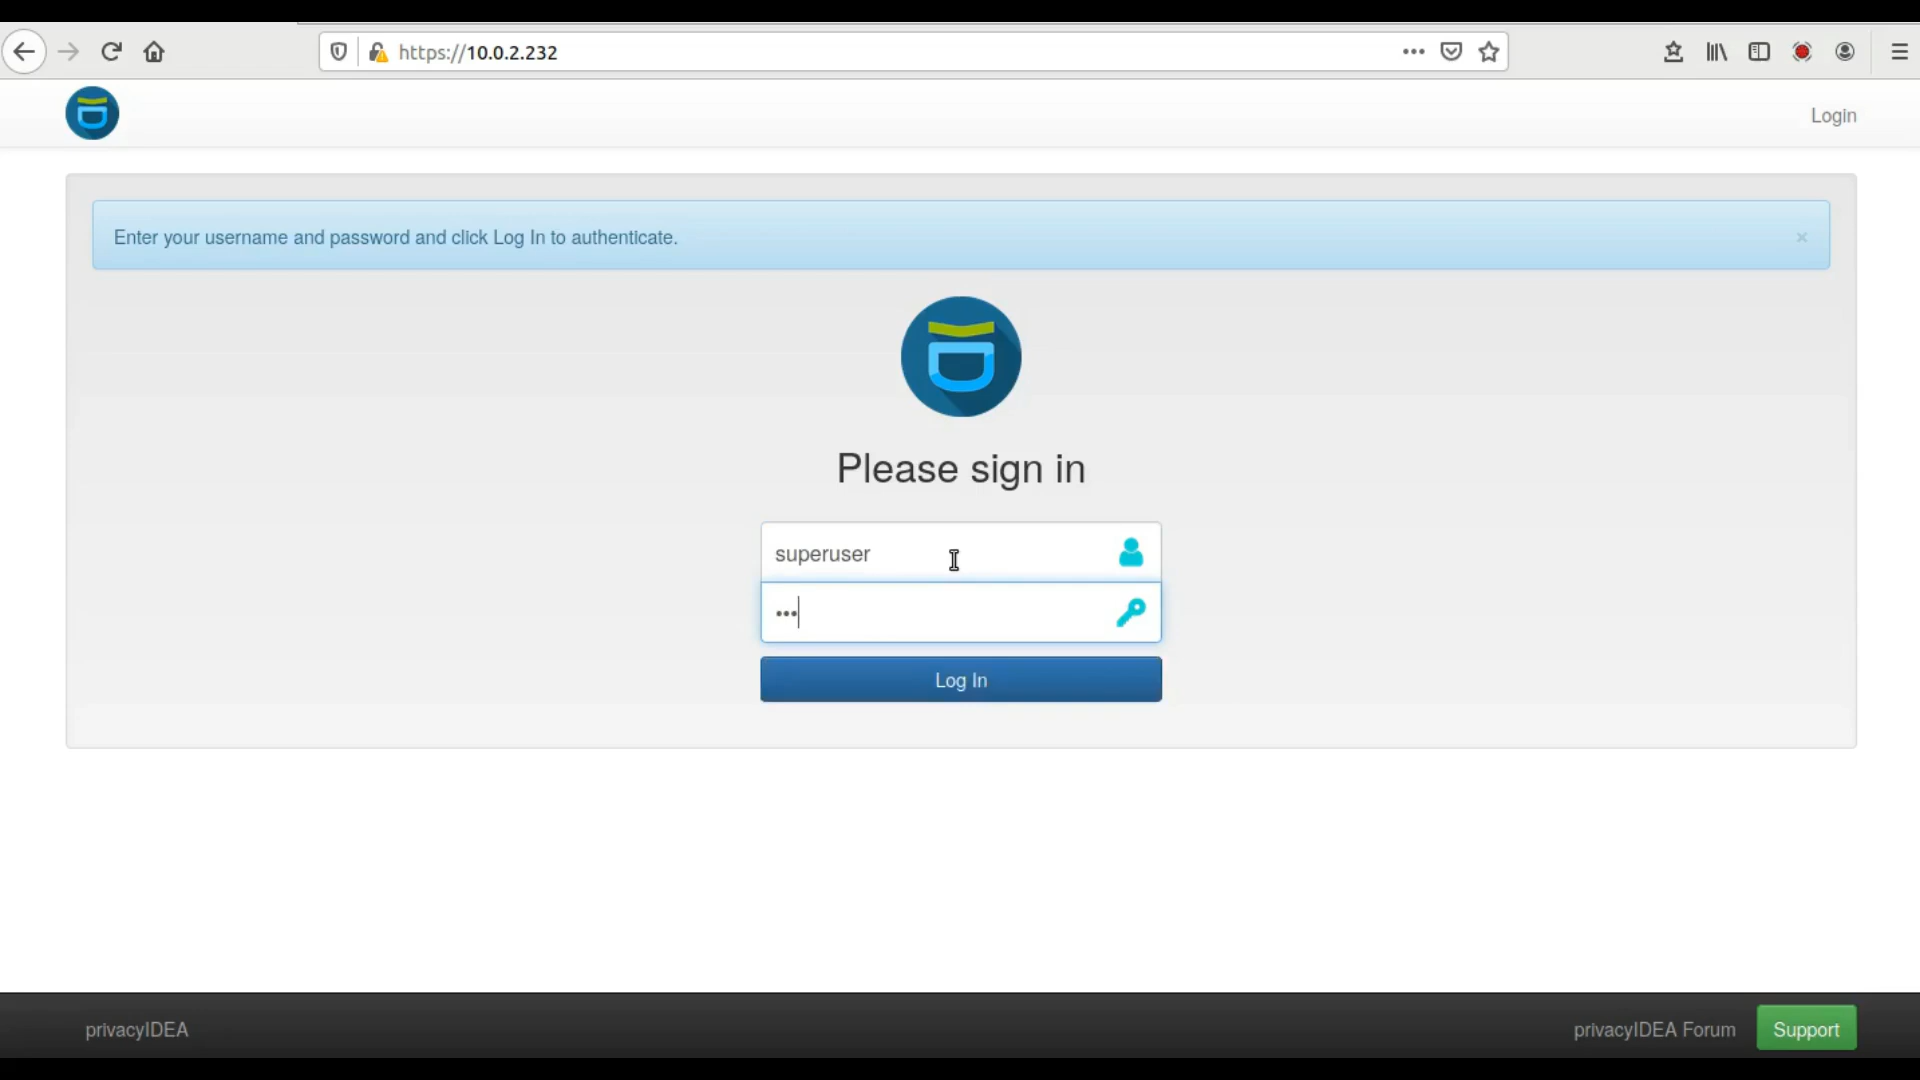 https://10.0.2.232
Login
Enter your username and password and click Log In to authenticate.
×
Please sign in
superuser
•••
Log In
privacyIDEA
privacyIDEA Forum
Support